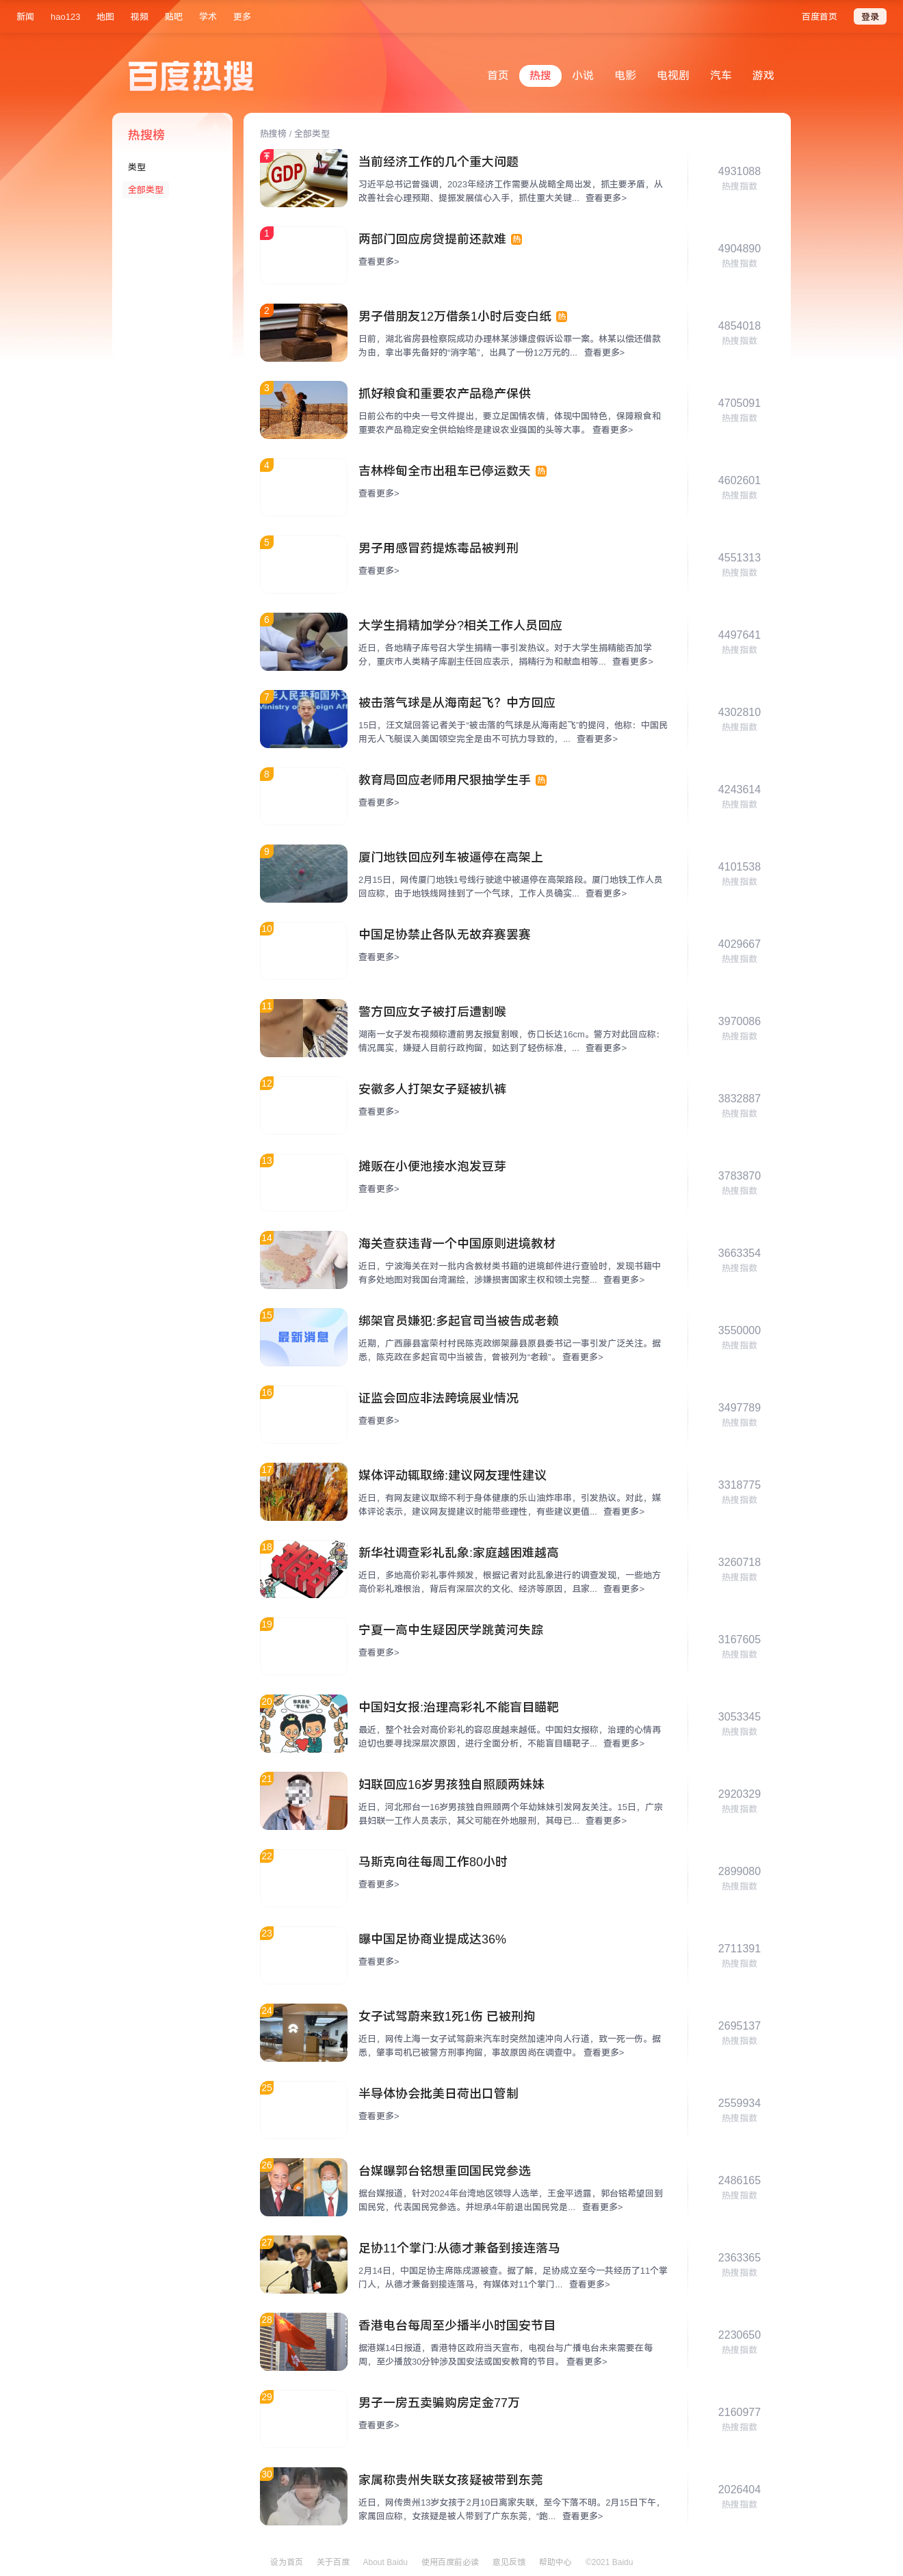 新闻 hao123 地图 视频 贴吧 学术 更多 百度首页 登录
百度热搜
首页 热搜 小说 电影 电视剧 汽车 游戏
热搜榜
类型
全部类型
热搜榜 / 全部类型
GDP
当前经济工作的几个重大问题
习近平总书记曾强调，2023年经济工作需要从战略全局出发，抓主要矛盾，从
改善社会心理预期、提振发展信心入手，抓住重大关键... 查看更多>
4931088
热搜指数
1
两部门回应房贷提前还款难 热
查看更多>
4904890
热搜指数
2
男子借朋友12万借条1小时后变白纸 热
日前，湖北省房县检察院成功办理林某涉嫌虚假诉讼罪一案。林某以偿还借款
为由，拿出事先备好的“消字笔”，出具了一份12万元的... 查看更多>
4854018
热搜指数
3
抓好粮食和重要农产品稳产保供
日前公布的中央一号文件提出，要立足国情农情，体现中国特色，保障粮食和
重要农产品稳定安全供给始终是建设农业强国的头等大事。 查看更多>
4705091
热搜指数
4
吉林桦甸全市出租车已停运数天 热
查看更多>
4602601
热搜指数
5
男子用感冒药提炼毒品被判刑
查看更多>
4551313
热搜指数
6
大学生捐精加学分?相关工作人员回应
近日，各地精子库号召大学生捐精一事引发热议。对于大学生捐精能否加学
分，重庆市人类精子库副主任回应表示，捐精行为和献血相等... 查看更多>
4497641
热搜指数
7
被击落气球是从海南起飞？中方回应
15日，汪文斌回答记者关于“被击落的气球是从海南起飞”的提问，他称：中国民
用无人飞艇误入美国领空完全是由不可抗力导致的，... 查看更多>
4302810
热搜指数
8
教育局回应老师用尺狠抽学生手 热
查看更多>
4243614
热搜指数
9
厦门地铁回应列车被逼停在高架上
2月15日，网传厦门地铁1号线行驶途中被逼停在高架路段。厦门地铁工作人员
回应称，由于地铁线网挂到了一个气球，工作人员确实... 查看更多>
4101538
热搜指数
10
中国足协禁止各队无故弃赛罢赛
查看更多>
4029667
热搜指数
11
警方回应女子被打后遭割喉
湖南一女子发布视频称遭前男友报复割喉，伤口长达16cm。警方对此回应称：
情况属实，嫌疑人目前行政拘留，如达到了轻伤标准，... 查看更多>
3970086
热搜指数
12
安徽多人打架女子疑被扒裤
查看更多>
3832887
热搜指数
13
摊贩在小便池接水泡发豆芽
查看更多>
3783870
热搜指数
14
海关查获违背一个中国原则进境教材
近日，宁波海关在对一批内含教材类书籍的进境邮件进行查验时，发现书籍中
有多处地图对我国台湾漏绘，涉嫌损害国家主权和领土完整... 查看更多>
3663354
热搜指数
15
最新消息
绑架官员嫌犯:多起官司当被告成老赖
近期，广西藤县富荣村村民陈克政绑架藤县原县委书记一事引发广泛关注。据
悉，陈克政在多起官司中当被告，曾被列为“老赖”。 查看更多>
3550000
热搜指数
16
证监会回应非法跨境展业情况
查看更多>
3497789
热搜指数
17
媒体评动辄取缔:建议网友理性建议
近日，有网友建议取缔不利于身体健康的乐山油炸串串，引发热议。对此，媒
体评论表示，建议网友提建议时能带些理性，有些建议更值... 查看更多>
3318775
热搜指数
18
新华社调查彩礼乱象:家庭越困难越高
近日，多地高价彩礼事件频发，根据记者对此乱象进行的调查发现，一些地方
高价彩礼难根治，背后有深层次的文化、经济等原因，且家... 查看更多>
3260718
热搜指数
19
宁夏一高中生疑因厌学跳黄河失踪
查看更多>
3167605
热搜指数
20
中国妇女报:治理高彩礼不能盲目瞄靶
最近，整个社会对高价彩礼的容忍度越来越低。中国妇女报称，治理的心情再
迫切也要寻找深层次原因，进行全面分析，不能盲目瞄靶子... 查看更多>
3053345
热搜指数
21
妇联回应16岁男孩独自照顾两妹妹
近日，河北邢台一16岁男孩独自照顾两个年幼妹妹引发网友关注。15日，广宗
县妇联一工作人员表示，其父可能在外地服刑，其母已... 查看更多>
2920329
热搜指数
22
马斯克向往每周工作80小时
查看更多>
2899080
热搜指数
23
曝中国足协商业提成达36%
查看更多>
2711391
热搜指数
24
女子试驾蔚来致1死1伤 已被刑拘
近日，网传上海一女子试驾蔚来汽车时突然加速冲向人行道，致一死一伤。据
悉，肇事司机已被警方刑事拘留，事故原因尚在调查中。 查看更多>
2695137
热搜指数
25
半导体协会批美日荷出口管制
查看更多>
2559934
热搜指数
26
台媒曝郭台铭想重回国民党参选
据台媒报道，针对2024年台湾地区领导人选举，王金平透露，郭台铭希望回到
国民党，代表国民党参选。并坦承4年前退出国民党是... 查看更多>
2486165
热搜指数
27
足协11个掌门:从德才兼备到接连落马
2月14日，中国足协主席陈戌源被查。据了解，足协成立至今一共经历了11个掌
门人，从德才兼备到接连落马，有媒体对11个掌门... 查看更多>
2363365
热搜指数
28
香港电台每周至少播半小时国安节目
据港媒14日报道，香港特区政府当天宣布，电视台与广播电台未来需要在每
周，至少播放30分钟涉及国安法或国安教育的节目。 查看更多>
2230650
热搜指数
29
男子一房五卖骗购房定金77万
查看更多>
2160977
热搜指数
30
家属称贵州失联女孩疑被带到东莞
近日，网传贵州13岁女孩于2月10日离家失联，至今下落不明。2月15日下午，
家属回应称，女孩疑是被人带到了广东东莞，“跑... 查看更多>
2026404
热搜指数
设为首页 关于百度 About Baidu 使用百度前必读 意见反馈 帮助中心 ©2021 Baidu